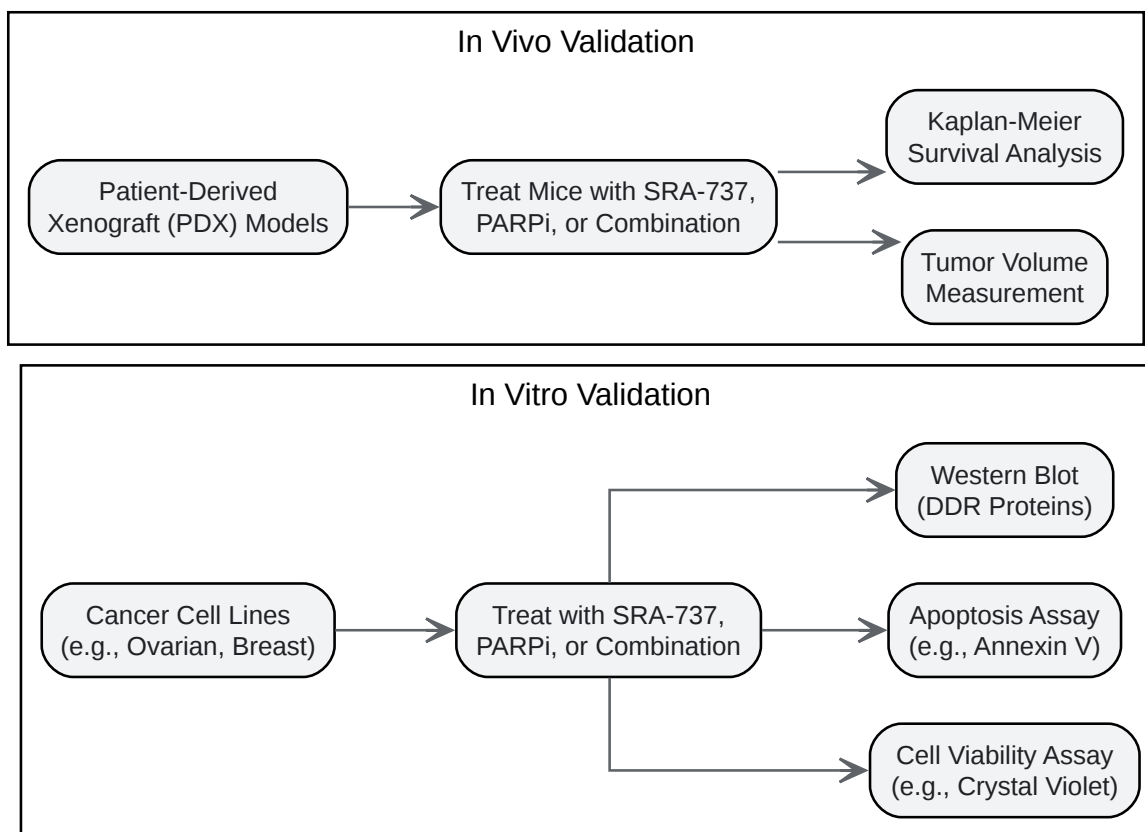 In Vivo Validation
Kaplan-Meier
Survival Analysis
Patient-Derived
Xenograft (PDX) Models
Treat Mice with SRA-737,
PARPi, or Combination
Tumor Volume
Measurement
In Vitro Validation
Western Blot
(DDR Proteins)
Cancer Cell Lines
(e.g., Ovarian, Breast)
Treat with SRA-737,
PARPi, or Combination
Apoptosis Assay
(e.g., Annexin V)
Cell Viability Assay
(e.g., Crystal Violet)